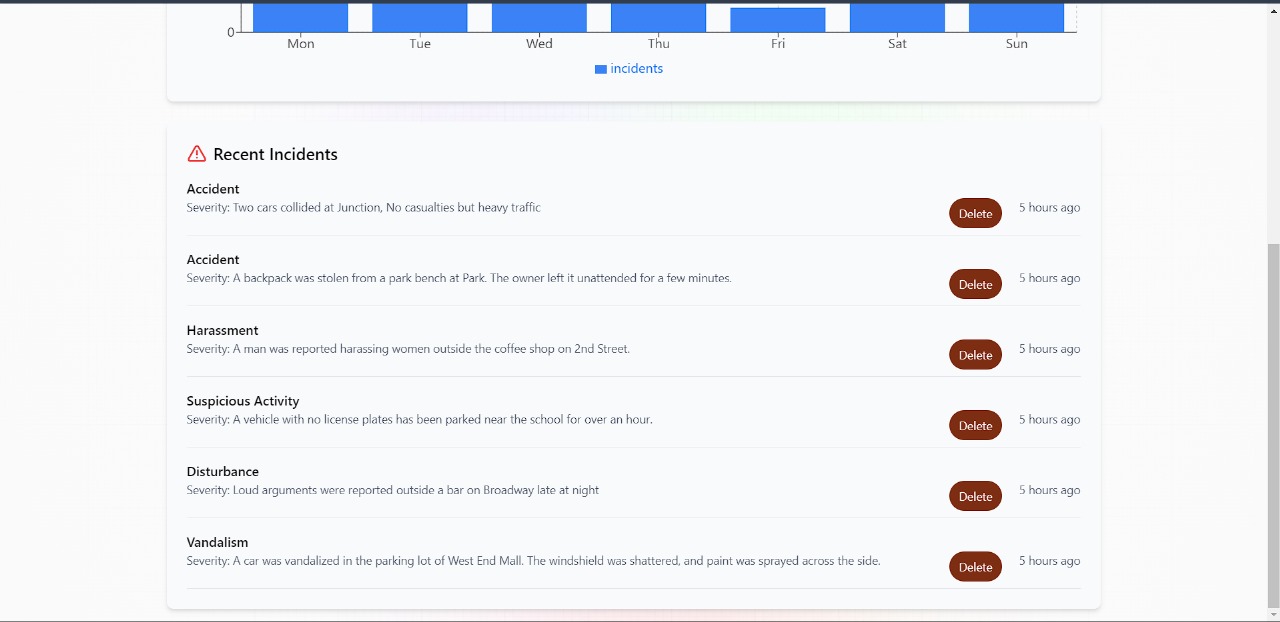 0
Mon Tue Wed Thu Fri Sat Sun
incidents
Recent Incidents
Accident
Severity: Two cars collided at Junction, No casualties but heavy traffic
Delete 5 hours ago
Accident
Severity: A backpack was stolen from a park bench at Park. The owner left it unattended for a few minutes.
Delete 5 hours ago
Harassment
Severity: A man was reported harassing women outside the coffee shop on 2nd Street.
Delete 5 hours ago
Suspicious Activity
Severity: A vehicle with no license plates has been parked near the school for over an hour.
Delete 5 hours ago
Disturbance
Severity: Loud arguments were reported outside a bar on Broadway late at night
Delete 5 hours ago
Vandalism
Severity: A car was vandalized in the parking lot of West End Mall. The windshield was shattered, and paint was sprayed across the side.
Delete 5 hours ago